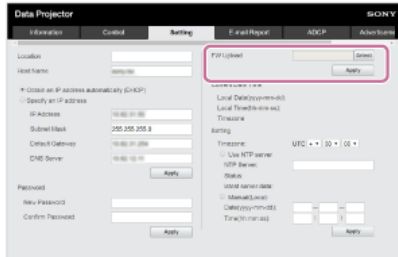 Data Projector
SONY
Information
Control
Setting
E-mail Report
ADCP
Advertisement
Location
Host Name
Obtain an IP address automatically (DHCP)
Specify an IP address
IP Address
Subnet Mask
255.255.255.0
Default Gateway
DNS Server
Apply
Password
New Password
Confirm Password
Apply
FW Upload
Select
Apply
Local Date(yyyy-mm-dd):
Local Time(hh:mm:ss):
Timezone
Setting
Timezone:
UTC + 00 00
Use NTP server
NTP Server:
Status
Manual(Local)
Date(yyyy-mm-dd):
Time(hh:mm:ss):
Apply